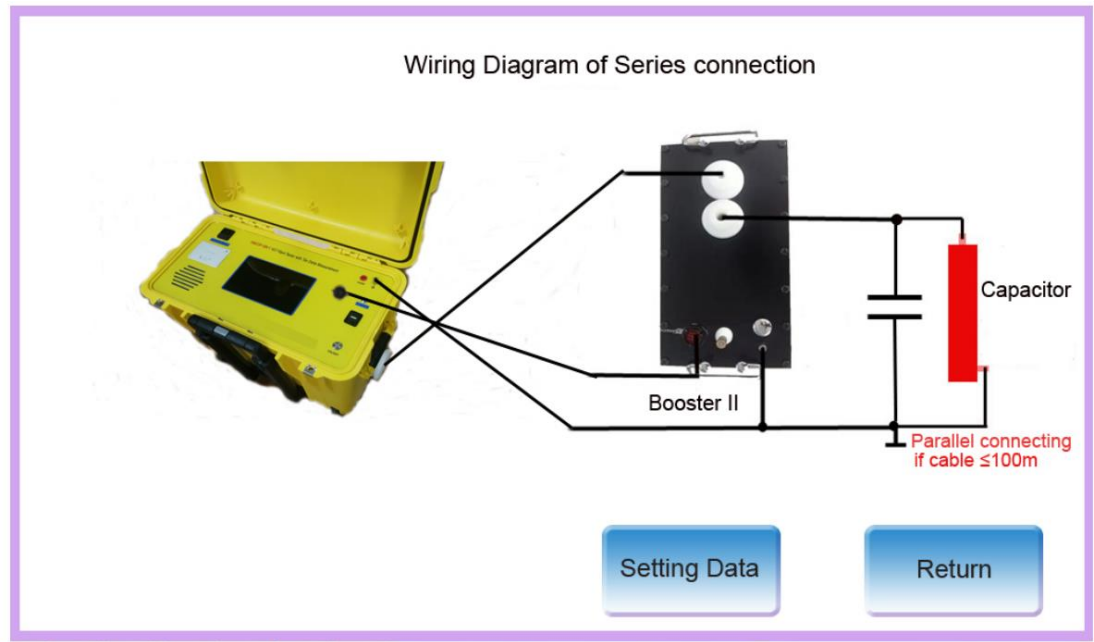 Wiring Diagram of Series connection
Capacitor
Booster II
Parallel connecting
if cable ≤100m
Setting Data
Return